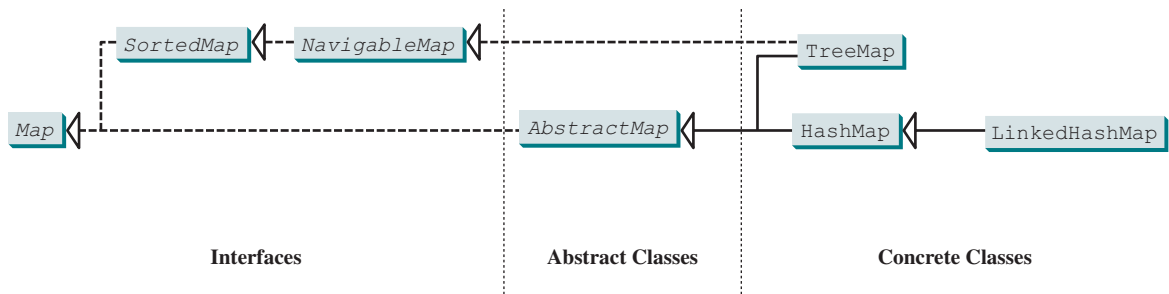 SortedMap
NavigableMap
TreeMap
Map
AbstractMap
HashMap
LinkedHashMap
Interfaces
Abstract Classes
Concrete Classes